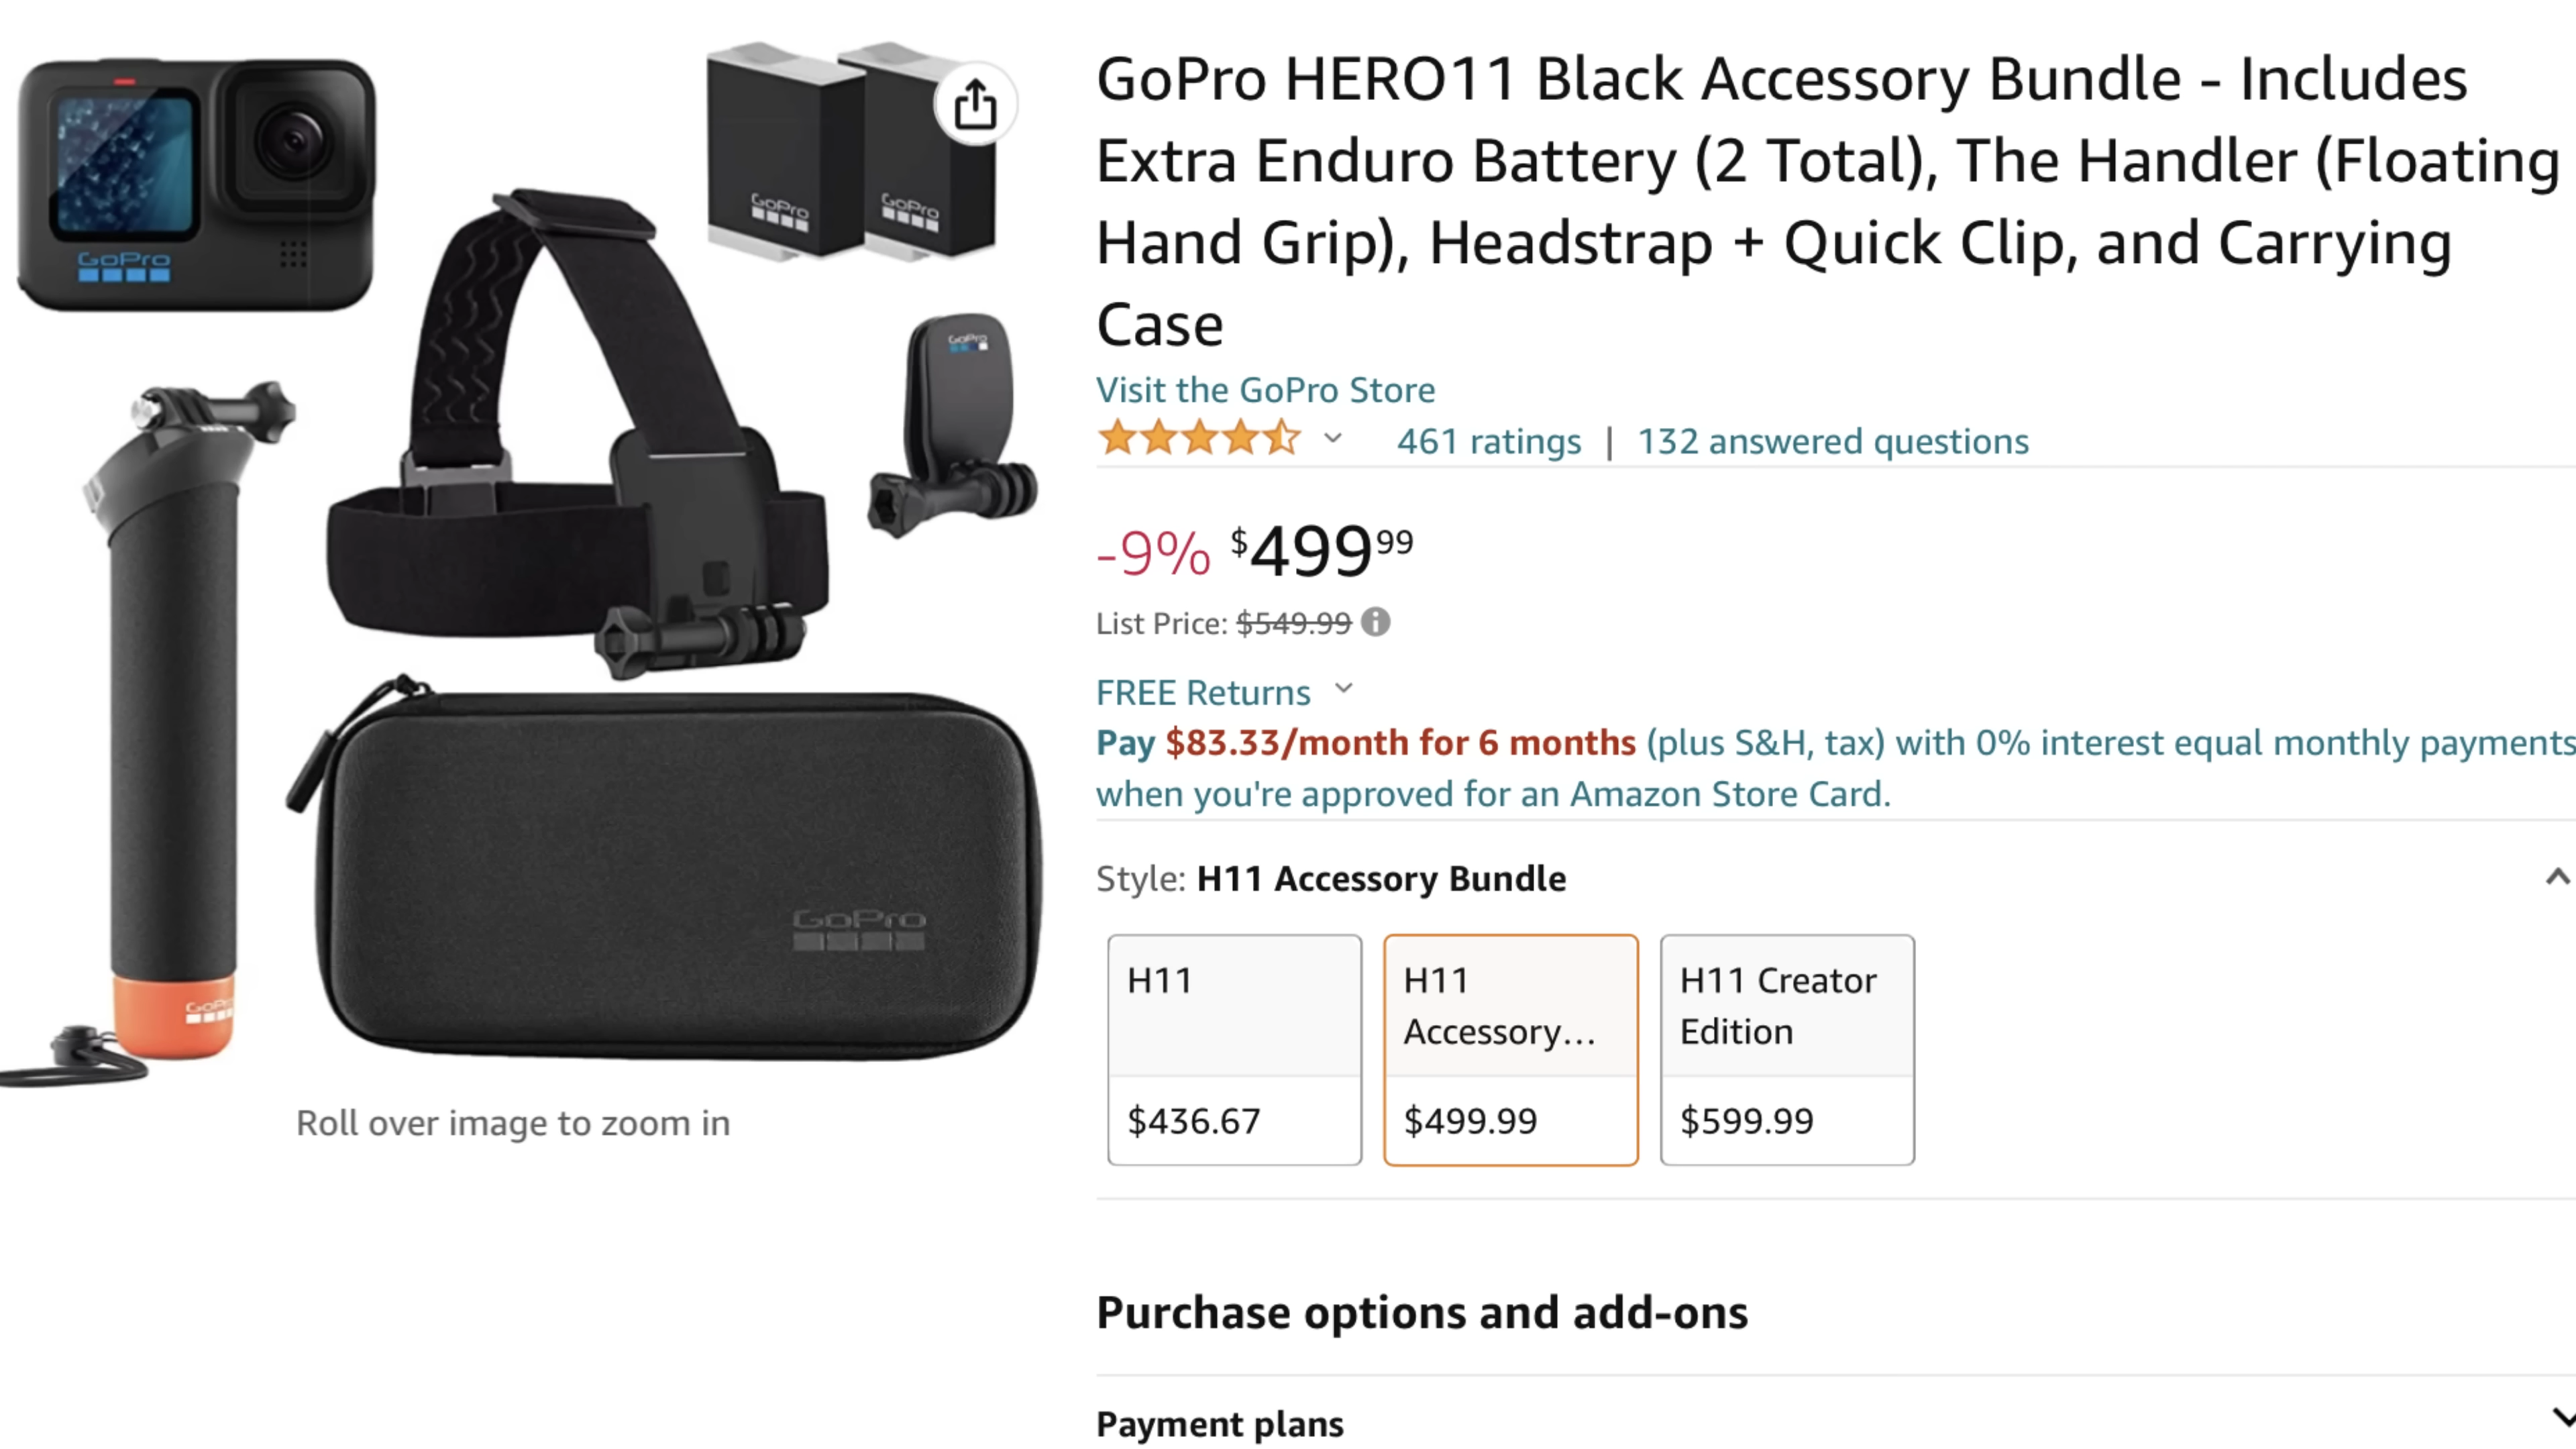 GoPro
GoPro
GoPro
GoPro
GoPro
GoPro
Roll over image to zoom in
GoPro HERO11 Black Accessory Bundle - Includes
Extra Enduro Battery (2 Total), The Handler (Floating
Hand Grip), Headstrap + Quick Clip, and Carrying
Case
Visit the GoPro Store
461 ratings | 132 answered questions
-9% $499.99
List Price: $549.99
FREE Returns
Pay $83.33/month for 6 months (plus S&H, tax) with 0% interest equal monthly payments
when you're approved for an Amazon Store Card.
Style: H11 Accessory Bundle
H11
$436.67
H11
Accessory...
$499.99
H11 Creator
Edition
$599.99
Purchase options and add-ons
Payment plans